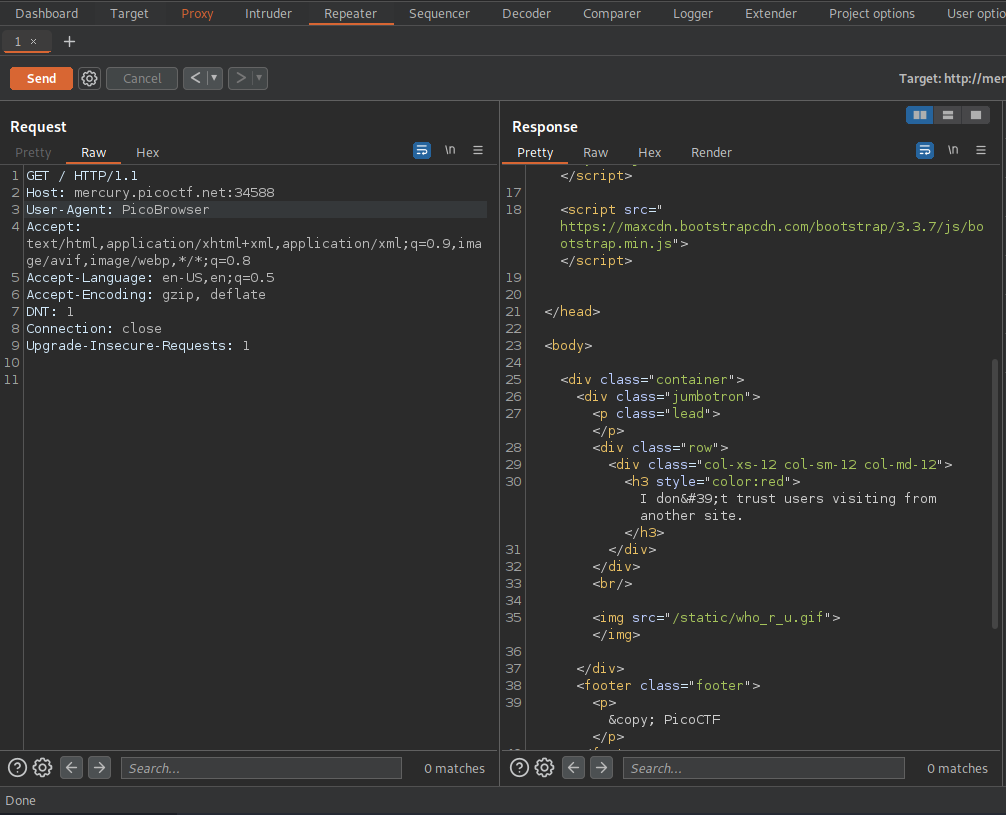 Dashboard Target Proxy Intruder Repeater Sequencer Decoder Comparer Logger Extender Project options User optio
1 × +
Send Cancel < ▼ > ▼ Target: http://mer
Request
Pretty Raw Hex \n
1 GET / HTTP/1.1
2 Host: mercury.picoctf.net:34588
3 User-Agent: PicoBrowser
4 Accept:
text/html,application/xhtml+xml,application/xml;q=0.9,ima
ge/avif,image/webp,*/*;q=0.8
5 Accept-Language: en-US,en;q=0.5
6 Accept-Encoding: gzip, deflate
7 DNT: 1
8 Connection: close
9 Upgrade-Insecure-Requests: 1
10
11
Search... 0 matches
Response
Pretty Raw Hex Render \n
</script>
17
18 <script src="
https://maxcdn.bootstrapcdn.com/bootstrap/3.3.7/js/bo
otstrap.min.js">
</script>
19
20
21 </head>
22
23 <body>
24
25 <div class="container">
26 <div class="jumbotron">
27 <p class="lead">
</p>
28 <div class="row">
29 <div class="col-xs-12 col-sm-12 col-md-12">
30 <h3 style="color:red">
I don&#39;t trust users visiting from
another site.
</h3>
31 </div>
32 </div>
33 <br/>
34
35 <img src="/static/who_r_u.gif">
</img>
36
37 </div>
38 <footer class="footer">
39 <p>
&copy; PicoCTF
</p>
Search... 0 matches
Done